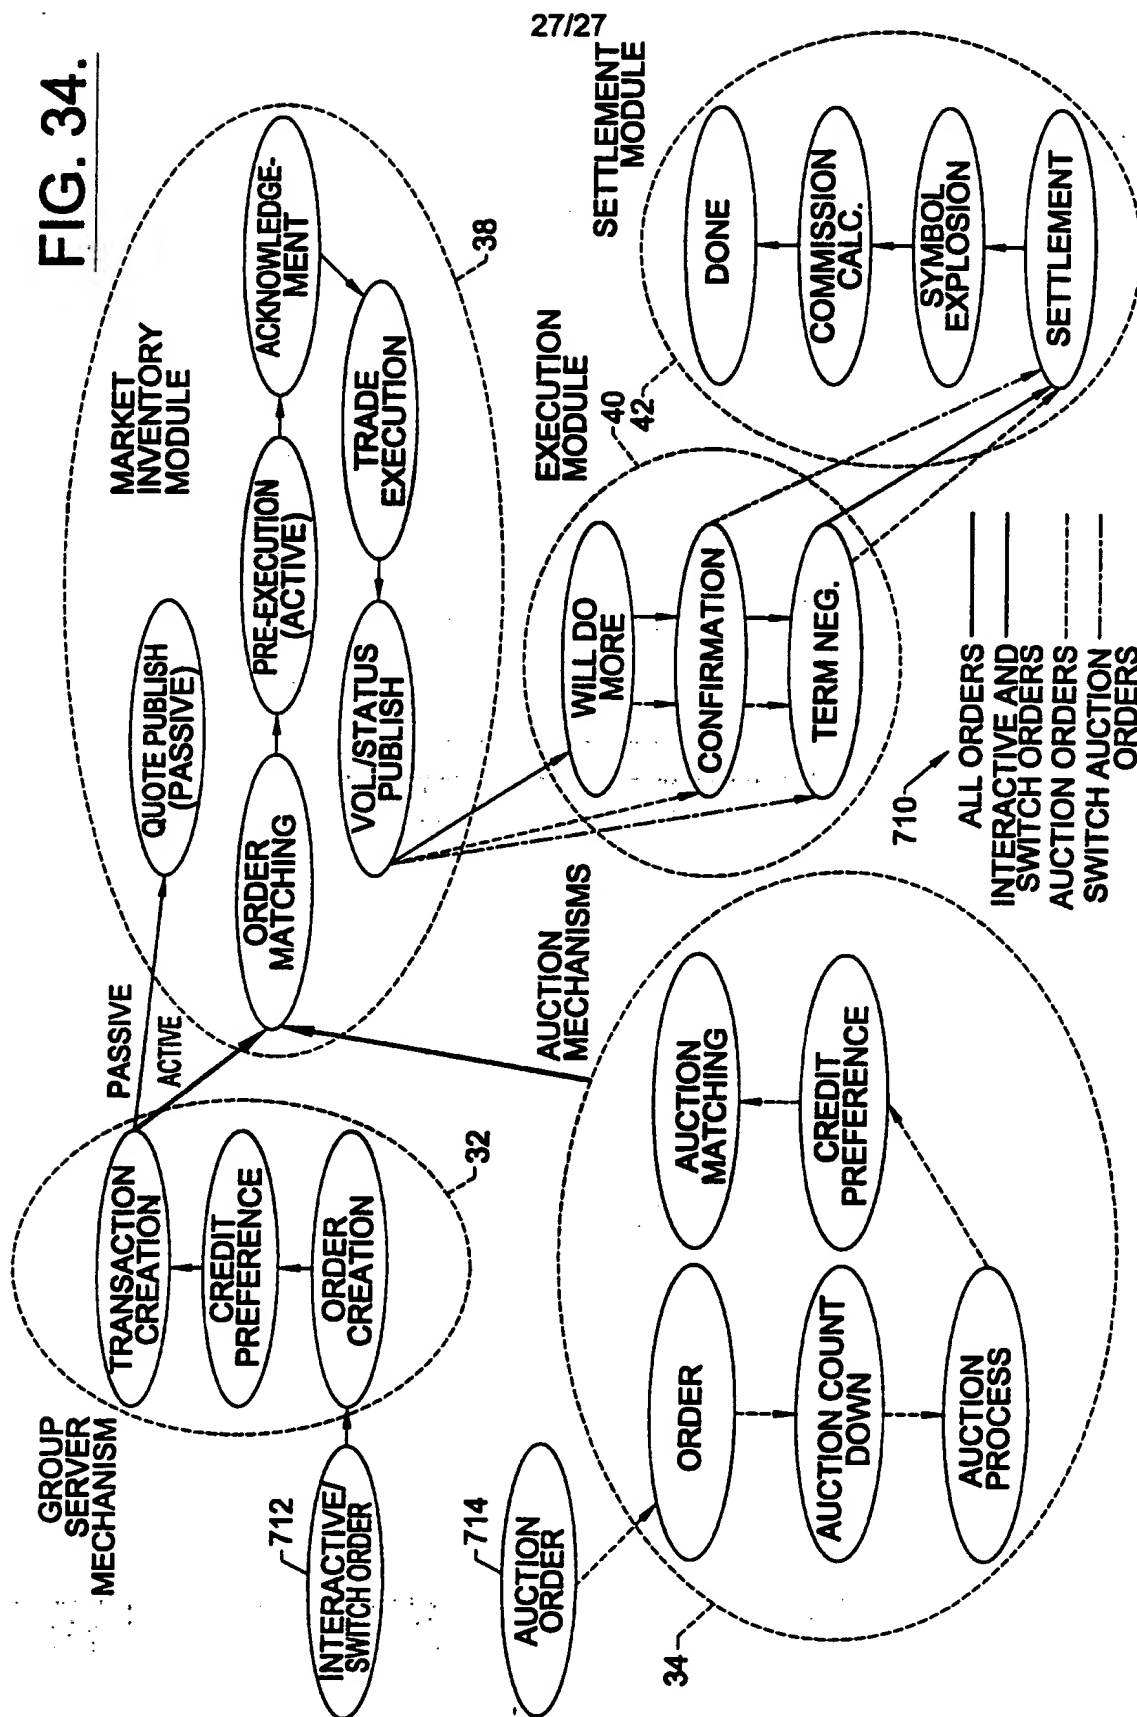 27/27
FIG. 34.
GROUP
SERVER
MECHANISM
TRANSACTION
CREATION
CREDIT
PREFERENCE
ORDER
CREATION
32
712
INTERACTIVE/
SWITCH ORDER
714
AUCTION
ORDER
PASSIVE
ACTIVE
MARKET
INVENTORY
MODULE
QUOTE PUBLISH
(PASSIVE)
ORDER
MATCHING
PRE-EXECUTION
(ACTIVE)
ACKNOWLEDGE-
MENT
TRADE
EXECUTION
VOL./STATUS
PUBLISH
38
AUCTION
MECHANISMS
ORDER
AUCTION COUNT
DOWN
AUCTION
PROCESS
CREDIT
PREFERENCE
AUCTION
MATCHING
34
EXECUTION
MODULE
40
WILL DO
MORE
CONFIRMATION
TERM NEG.
SETTLEMENT
MODULE
42
DONE
COMMISSION
CALC.
SYMBOL
EXPLOSION
SETTLEMENT
710
ALL ORDERS
INTERACTIVE AND
SWITCH ORDERS
AUCTION ORDERS
SWITCH AUCTION
ORDERS